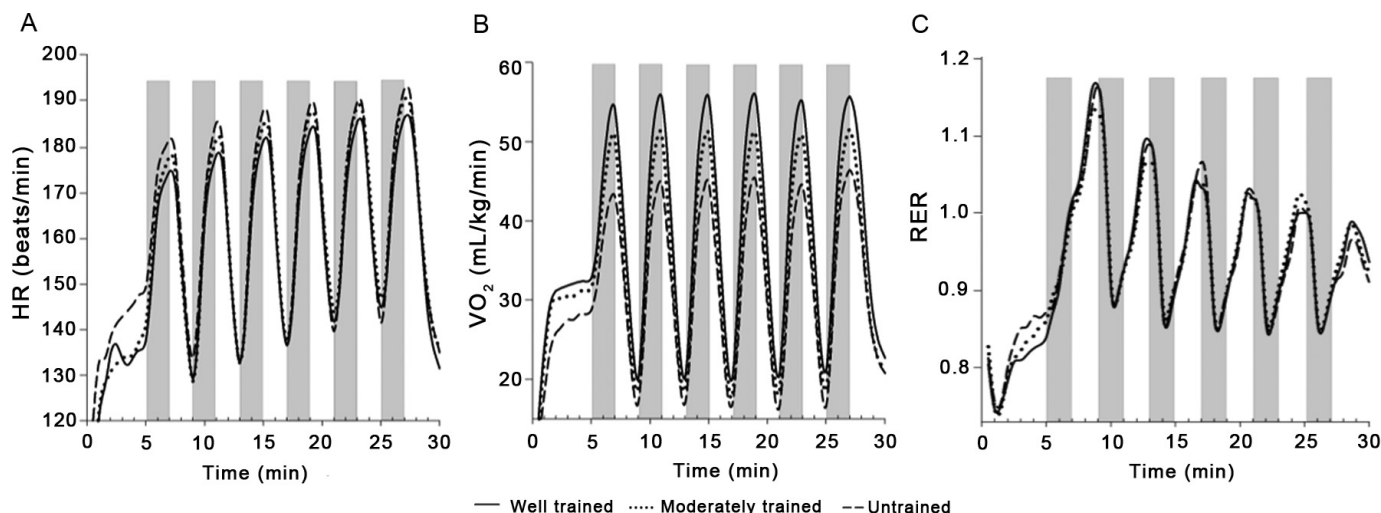 A
HR (beats/min)
200
190
180
170
160
150
140
130
120
0 5 10 15 20 25 30
Time (min)
B
VO₂ (mL/kg/min)
60
50
40
30
20
0 5 10 15 20 25 30
Time (min)
C
RER
1.2
1.1
1.0
0.9
0.8
0 5 10 15 20 25 30
Time (min)
Well trained Moderately trained Untrained